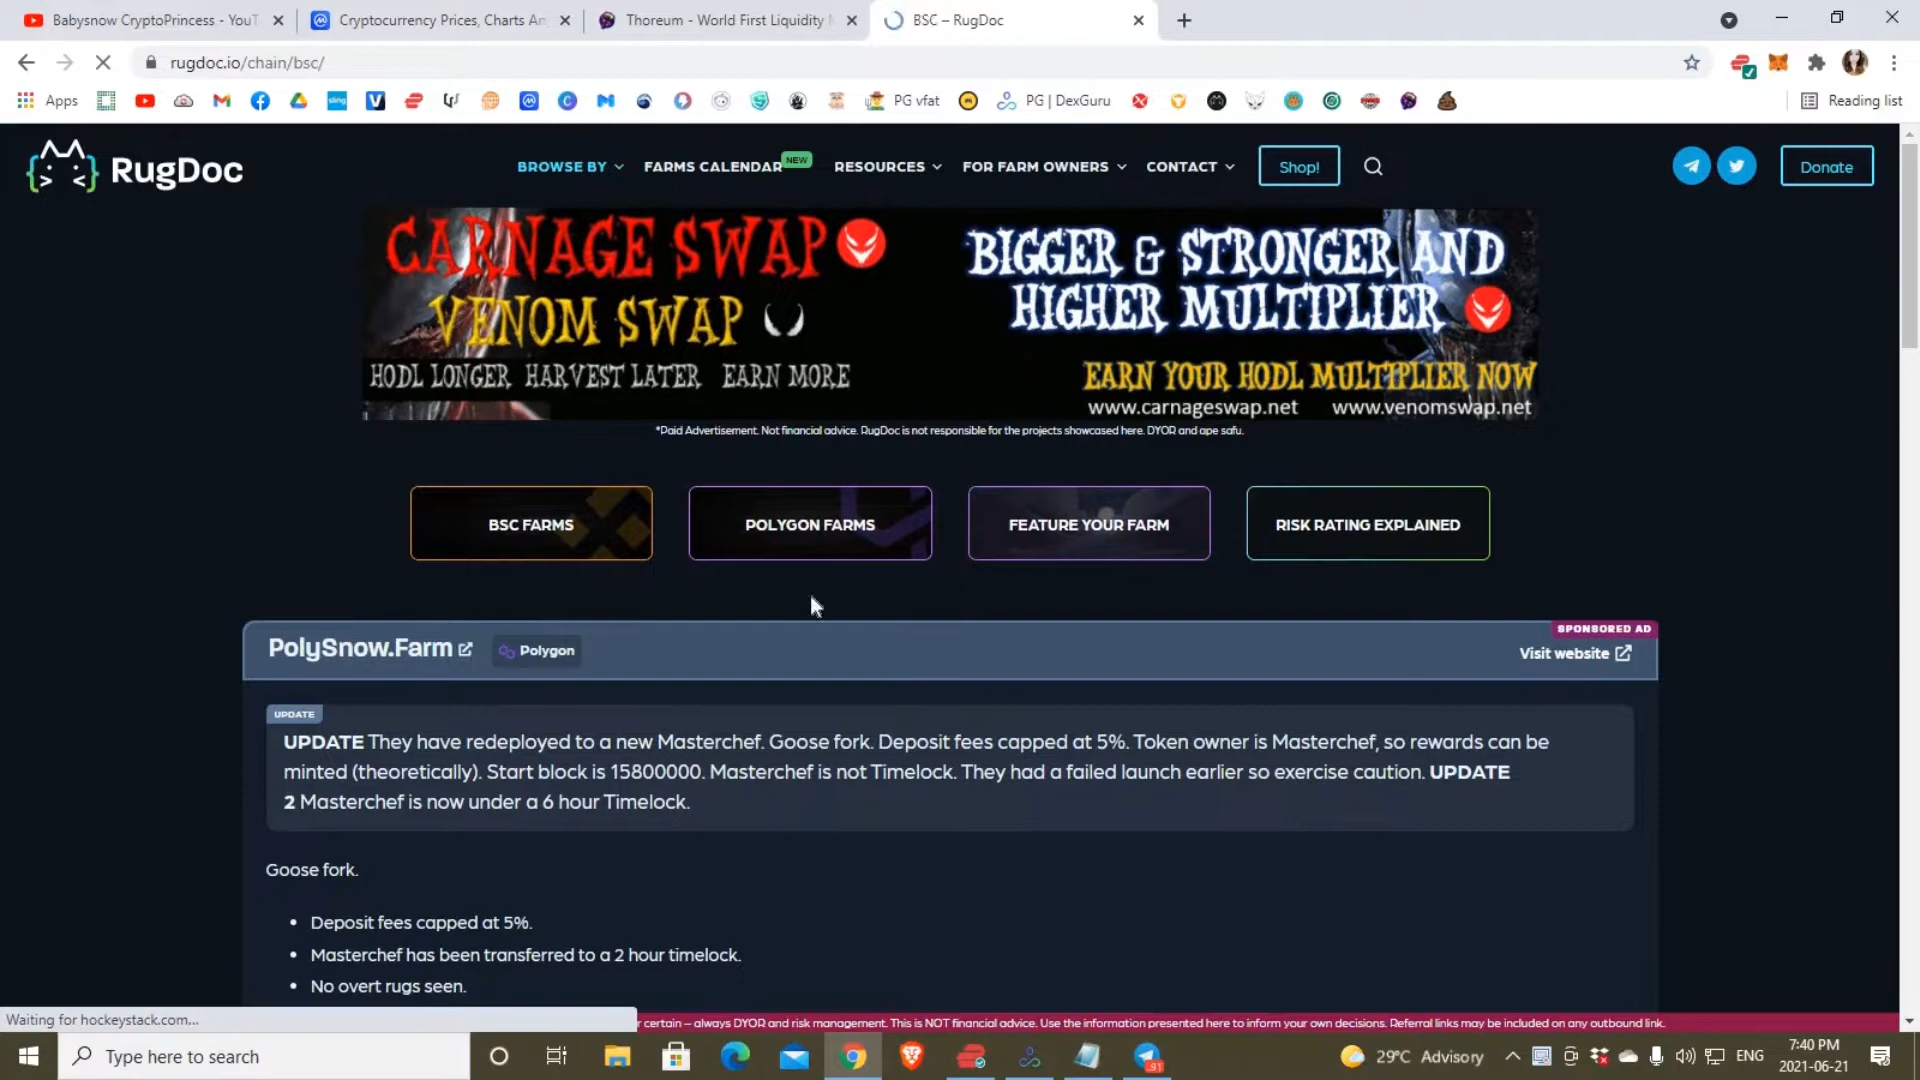 Babysnow CryptoPrincess - YouT
Cryptocurrency Prices, Charts An
Thoreum - World First Liquidity
BSC – RugDoc
rugdoc.io/chain/bsc/
Apps
sling
PG vfat
PG | DexGuru
Reading list
RugDoc
BROWSE BY
FARMS CALENDAR
NEW
RESOURCES
FOR FARM OWNERS
CONTACT
Shop!
Donate
CARNAGE SWAP
VENOM SWAP
HODL LONGER HARVEST LATER EARN MORE
BIGGER & STRONGER AND
HIGHER MULTIPLIER
EARN YOUR HODL MULTIPLIER NOW
www.carnageswap.net www.venomswap.net
*Paid Advertisement. Not financial advice. RugDoc is not responsible for the projects showcased here. DYOR and ape safu.
BSC FARMS
POLYGON FARMS
FEATURE YOUR FARM
RISK RATING EXPLAINED
SPONSORED AD
PolySnow.Farm
Polygon
Visit website
UPDATE
UPDATE They have redeployed to a new Masterchef. Goose fork. Deposit fees capped at 5%. Token owner is Masterchef, so rewards can be
minted (theoretically). Start block is 15800000. Masterchef is not Timelock. They had a failed launch earlier so exercise caution. UPDATE
2 Masterchef is now under a 6 hour Timelock.
Goose fork.
• Deposit fees capped at 5%.
• Masterchef has been transferred to a 2 hour timelock.
• No overt rugs seen.
Waiting for hockeystack.com...
r certain – always DYOR and risk management. This is NOT financial advice. Use the information presented here to inform your own decisions. Referral links may be included on any outbound link.
Type here to search
91
29°C Advisory
ENG
7:40 PM
2021-06-21